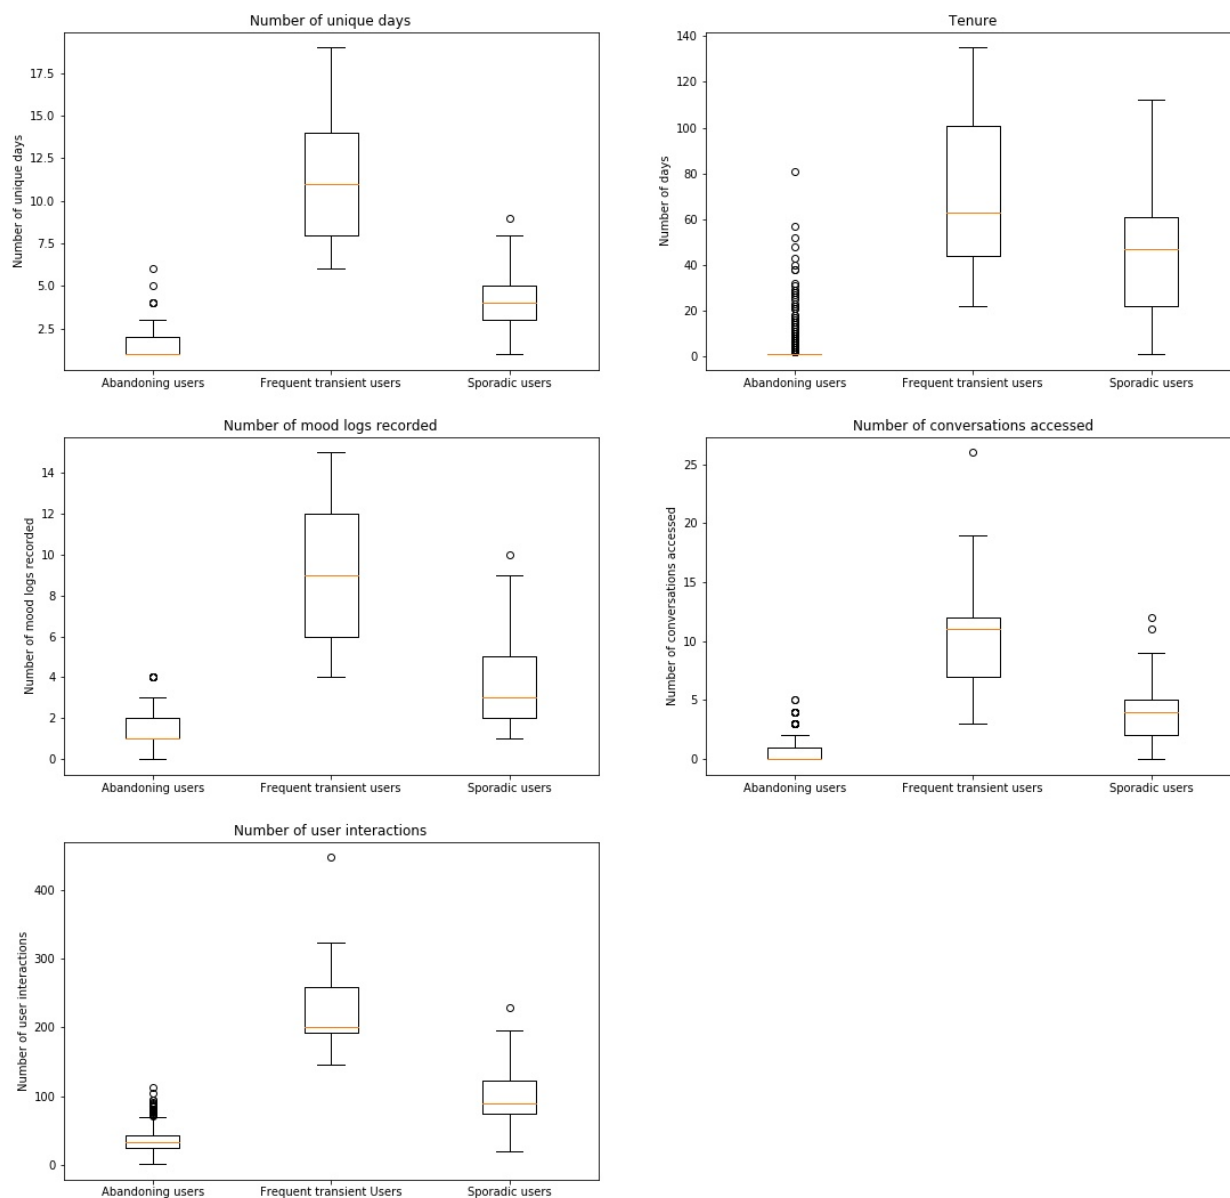 Number of unique days
Number of unique days
17.5
15.0
12.5
10.0
7.5
5.0
2.5
Abandoning users Frequent transient users Sporadic users
Tenure
Number of days
140
120
100
80
60
40
20
0
Abandoning users Frequent transient users Sporadic users
Number of mood logs recorded
Number of mood logs recorded
14
12
10
8
6
4
2
0
Abandoning users Frequent transient users Sporadic users
Number of conversations accessed
Number of conversations accessed
25
20
15
10
5
0
Abandoning users Frequent transient users Sporadic users
Number of user interactions
Number of user interactions
400
300
200
100
0
Abandoning users Frequent transient Users Sporadic users